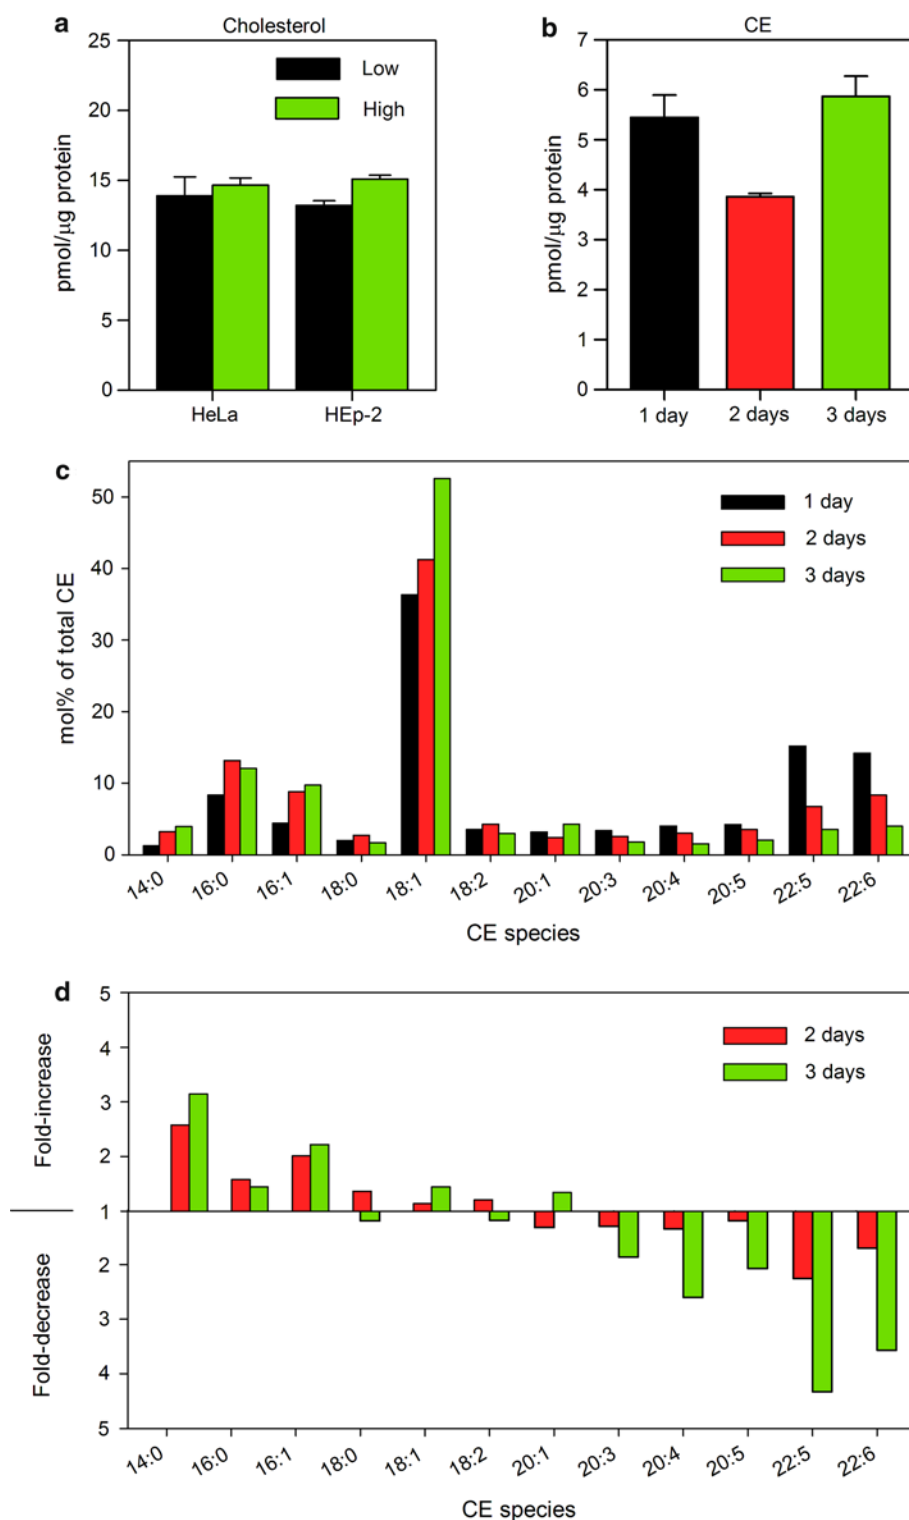 a
Cholesterol
25
20
15
10
5
0
pmol/μg protein
Low
High
HeLa
HEp-2
b
CE
7
6
5
4
3
2
1
0
pmol/μg protein
1 day
2 days
3 days
c
50
40
30
20
10
0
mol% of total CE
1 day
2 days
3 days
14:0
16:0
16:1
18:0
18:1
18:2
20:1
20:3
20:4
20:5
22:5
22:6
CE species
d
5
4
3
2
1
2
3
4
5
Fold-increase
Fold-decrease
2 days
3 days
14:0
16:0
16:1
18:0
18:1
18:2
20:1
20:3
20:4
20:5
22:5
22:6
CE species